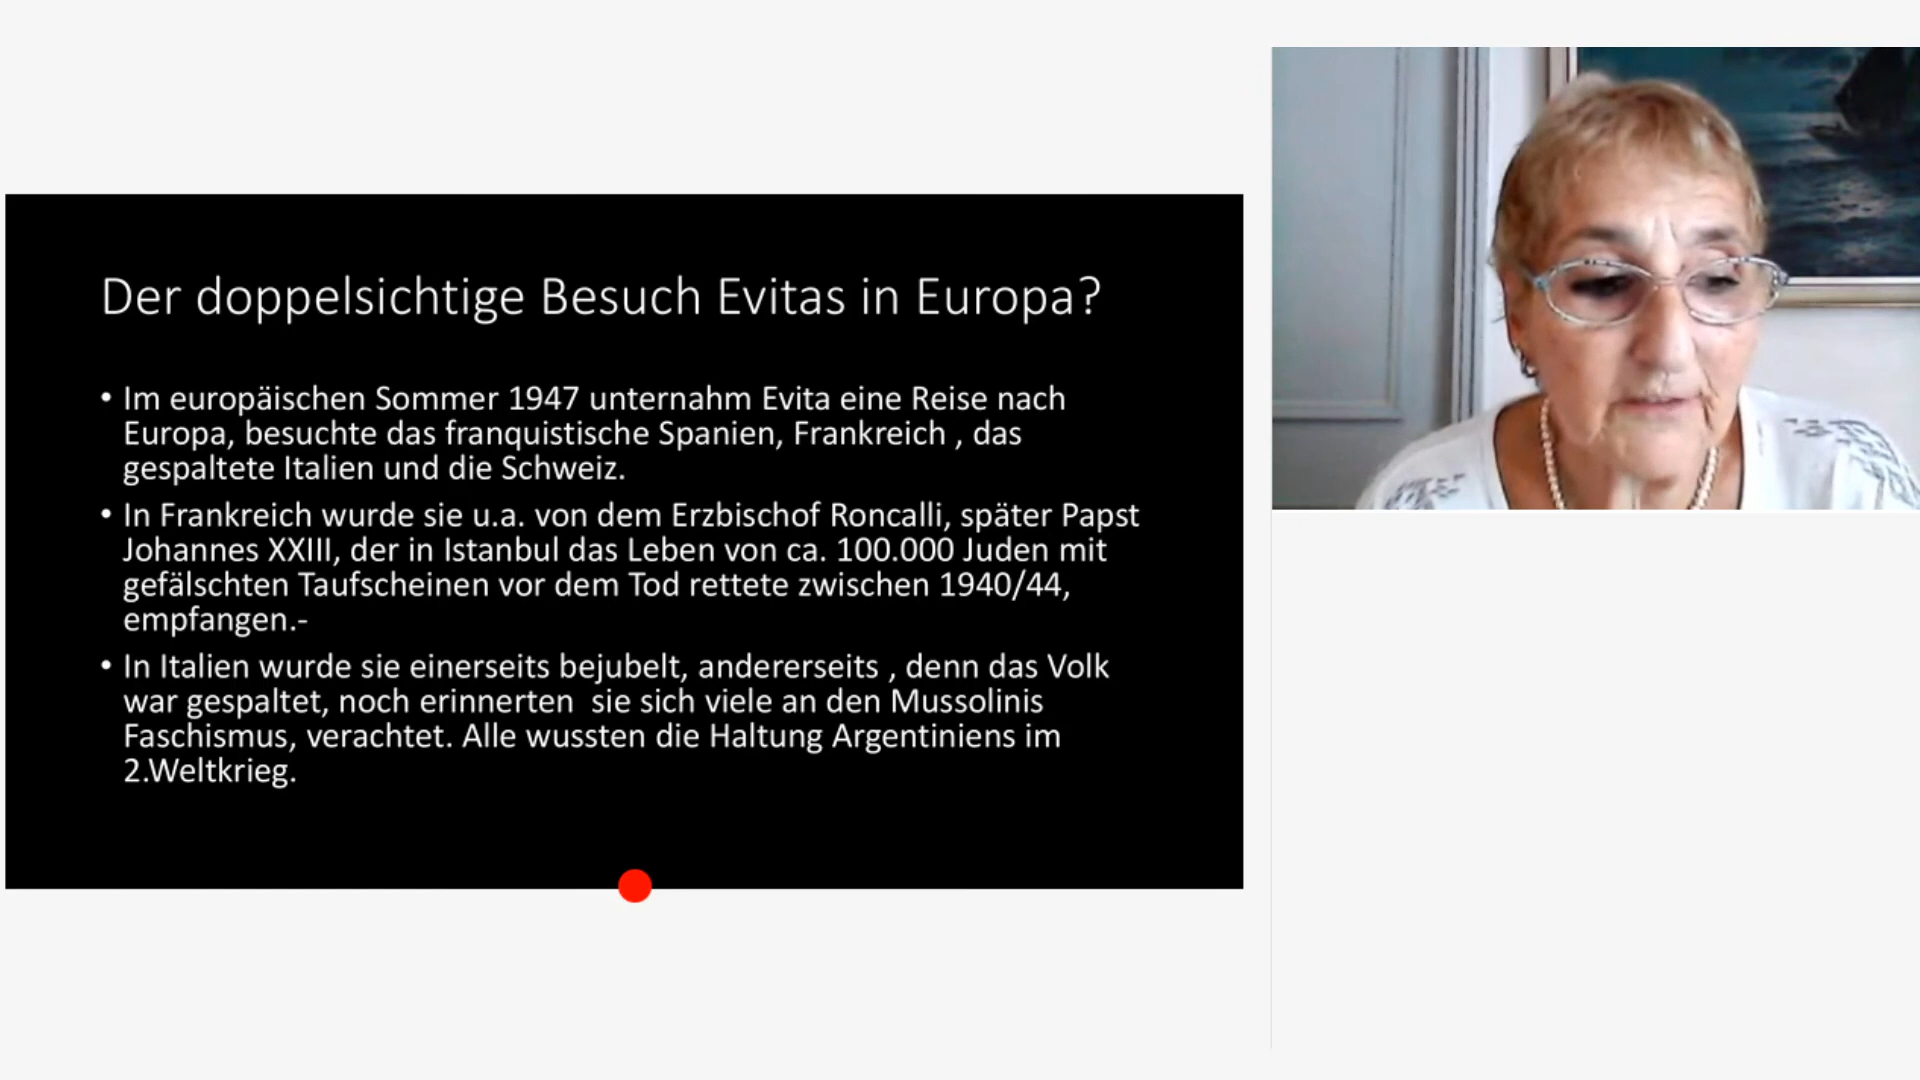 Der doppelsichtige Besuch Evitas in Europa?
• Im europäischen Sommer 1947 unternahm Evita eine Reise nach
Europa, besuchte das franquistische Spanien, Frankreich , das
gespaltete Italien und die Schweiz.
• In Frankreich wurde sie u.a. von dem Erzbischof Roncalli, später Papst
Johannes XXIII, der in Istanbul das Leben von ca. 100.000 Juden mit
gefälschten Taufscheinen vor dem Tod rettete zwischen 1940/44,
empfangen.-
• In Italien wurde sie einerseits bejubelt, andererseits , denn das Volk
war gespaltet, noch erinnerten  sie sich viele an den Mussolinis
Faschismus, verachtet. Alle wussten die Haltung Argentiniens im
2.Weltkrieg.